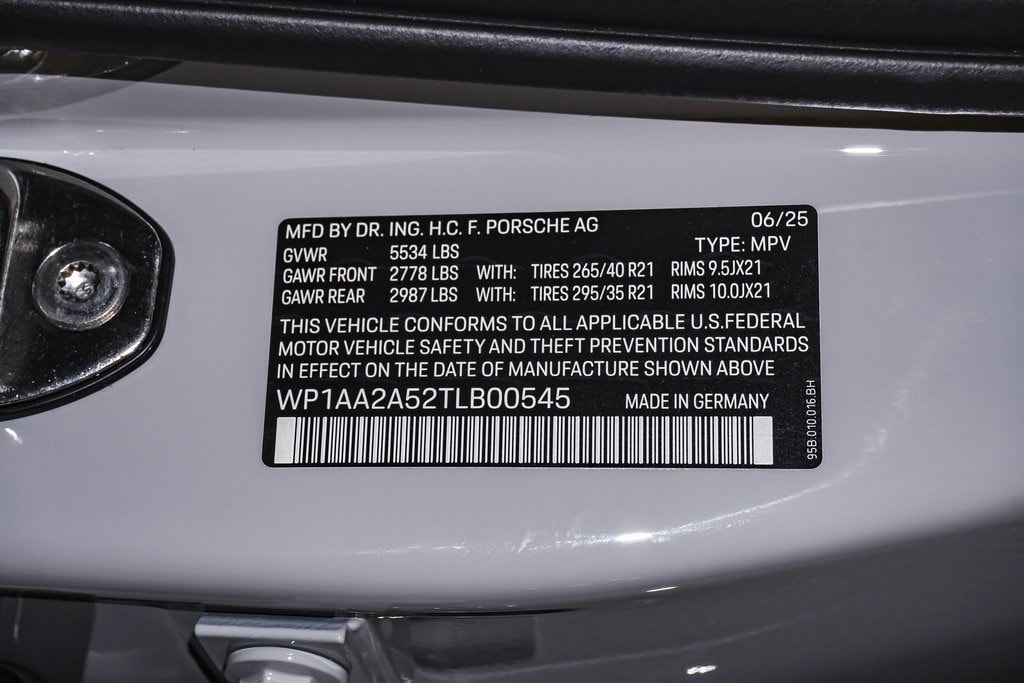 MFD BY DR. ING. H.C. F. PORSCHE AG 06/25
GVWR 5534 LBS TYPE: MPV
GAWR FRONT 2778 LBS WITH: TIRES 265/40 R21 RIMS 9.5JX21
GAWR REAR 2987 LBS WITH: TIRES 295/35 R21 RIMS 10.0JX21
THIS VEHICLE CONFORMS TO ALL APPLICABLE U.S.FEDERAL
MOTOR VEHICLE SAFETY AND THEFT PREVENTION STANDARDS
IN EFFECT ON THE DATE OF MANUFACTURE SHOWN ABOVE
WP1AA2A52TLB00545 MADE IN GERMANY
95B.010.016.BH